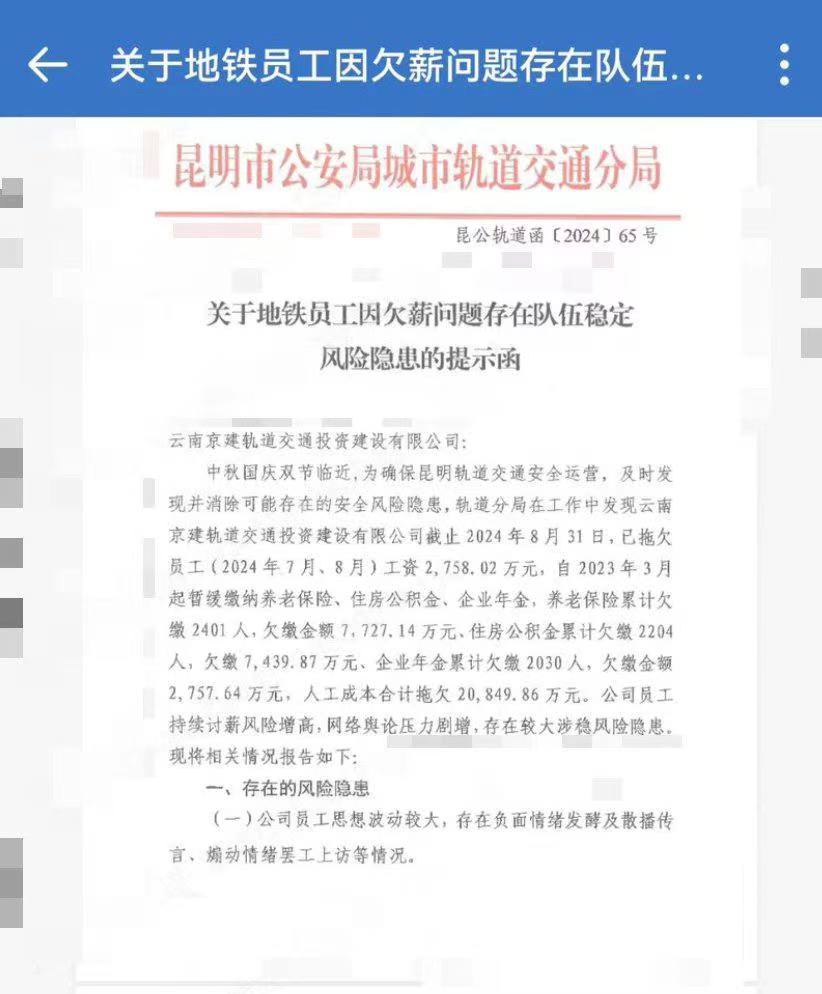 关于地铁员工因欠薪问题存在队伍...
昆明市公安局城市轨道交通分局
昆公轨道函〔2024〕65 号
关于地铁员工因欠薪问题存在队伍稳定
风险隐患的提示函
云南京建轨道交通投资建设有限公司:
中秋国庆双节临近,为确保昆明轨道交通安全运营,及时发
现并消除可能存在的安全风险隐患,轨道分局在工作中发现云南
京建轨道交通投资建设有限公司截止 2024 年 8 月 31 日,已拖欠
员工(2024 年 7 月、8 月)工资 2,758.02 万元,自 2023 年 3 月
起暂缓缴纳养老保险、住房公积金、企业年金,养老保险累计欠
缴 2401 人,欠缴金额 7,727.14 万元、住房公积金累计欠缴 2204
人,欠缴 7,439.87 万元、企业年金累计欠缴 2030 人,欠缴金额
2,757.64 万元,人工成本合计拖欠 20,849.86 万元。公司员工
持续讨薪风险增高,网络舆论压力剧增,存在较大涉稳风险隐患。
现将相关情况报告如下:
一、存在的风险隐患
(一)公司员工思想波动较大,存在负面情绪发酵及散播传
言、煽动情绪罢工上访等情况。